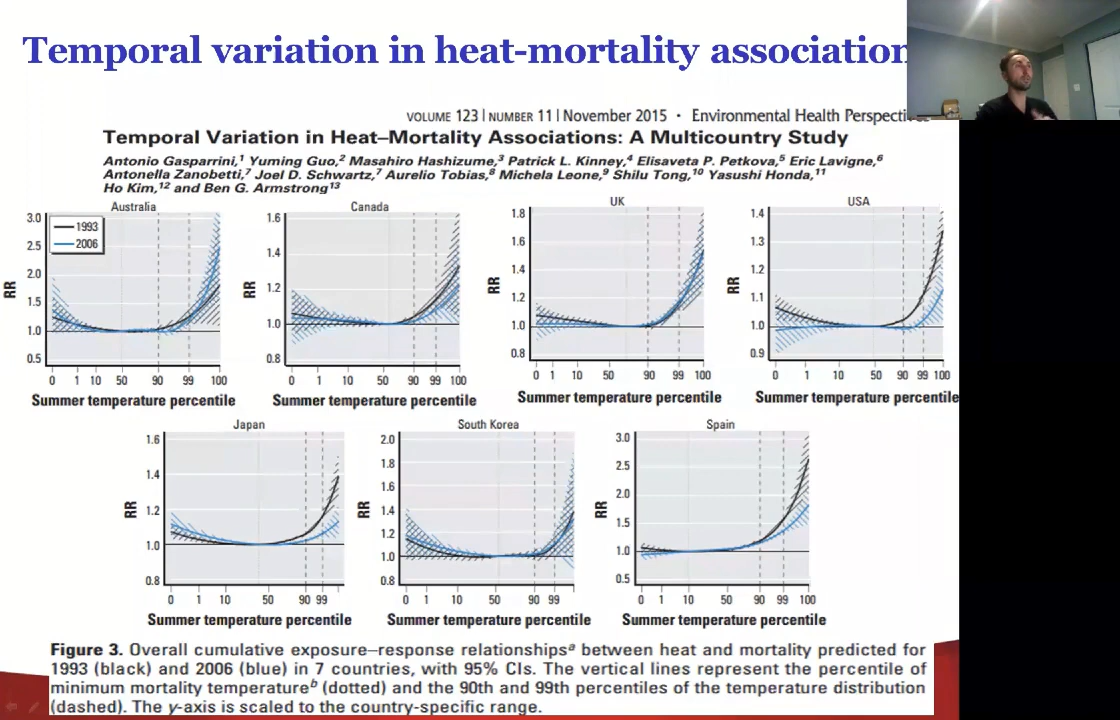 Temporal variation in heat-mortality association
VOLUME 123 | NUMBER 11 | November 2015 • Environmental Health Perspecti
Temporal Variation in Heat–Mortality Associations: A Multicountry Study
Antonio Gasparrini,1 Yuming Guo,2 Masahiro Hashizume,3 Patrick L. Kinney,4 Elisaveta P. Petkova,5 Eric Lavigne,6
Antonella Zanobetti,7 Joel D. Schwartz,7 Aurelio Tobias,8 Michela Leone,9 Shilu Tong,10 Yasushi Honda,11
Ho Kim,12 and Ben G. Armstrong13
Australia
3.0
2.5
2.0
1.5
1.0
0.5
RR
1993
2006
0 1 10 50 90 99 100
Summer temperature percentile
Canada
1.6
1.4
1.2
1.0
0.8
RR
0 1 10 50 90 99 100
Summer temperature percentile
UK
1.8
1.6
1.4
1.2
1.0
0.8
RR
0 1 10 50 90 99 100
Summer temperature percentile
USA
1.4
1.3
1.2
1.1
1.0
0.9
RR
0 1 10 50 90 99 100
Summer temperature percentile
Japan
1.6
1.4
1.2
1.0
0.8
RR
0 1 10 50 90 99
Summer temperature percentile
South Korea
2.0
1.8
1.6
1.4
1.2
1.0
0.8
RR
0 1 10 50 90 99
Summer temperature percentile
Spain
3.0
2.5
2.0
1.5
1.0
0.5
RR
0 1 10 50 90 99 100
Summer temperature percentile
Figure 3. Overall cumulative exposure–response relationshipsa between heat and mortality predicted for
1993 (black) and 2006 (blue) in 7 countries, with 95% CIs. The vertical lines represent the percentile of
minimum mortality temperatureb (dotted) and the 90th and 99th percentiles of the temperature distribution
(dashed). The y-axis is scaled to the country-specific range.